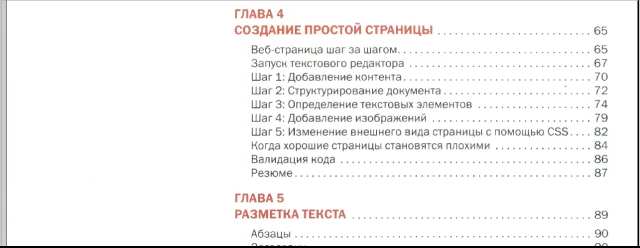 ГЛАВА 4
СОЗДАНИЕ ПРОСТОЙ СТРАНИЦЫ 65
Веб-страница шаг за шагом 65
Запуск текстового редактора 67
Шаг 1: Добавление контента 70
Шаг 2: Структурирование документа 72
Шаг 3: Определение текстовых элементов 74
Шаг 4: Добавление изображений 79
Шаг 5: Изменение внешнего вида страницы с помощью CSS 82
Когда хорошие страницы становятся плохими 84
Валидация кода 86
Резюме 87
ГЛАВА 5
РАЗМЕТКА ТЕКСТА 89
Абзацы 90